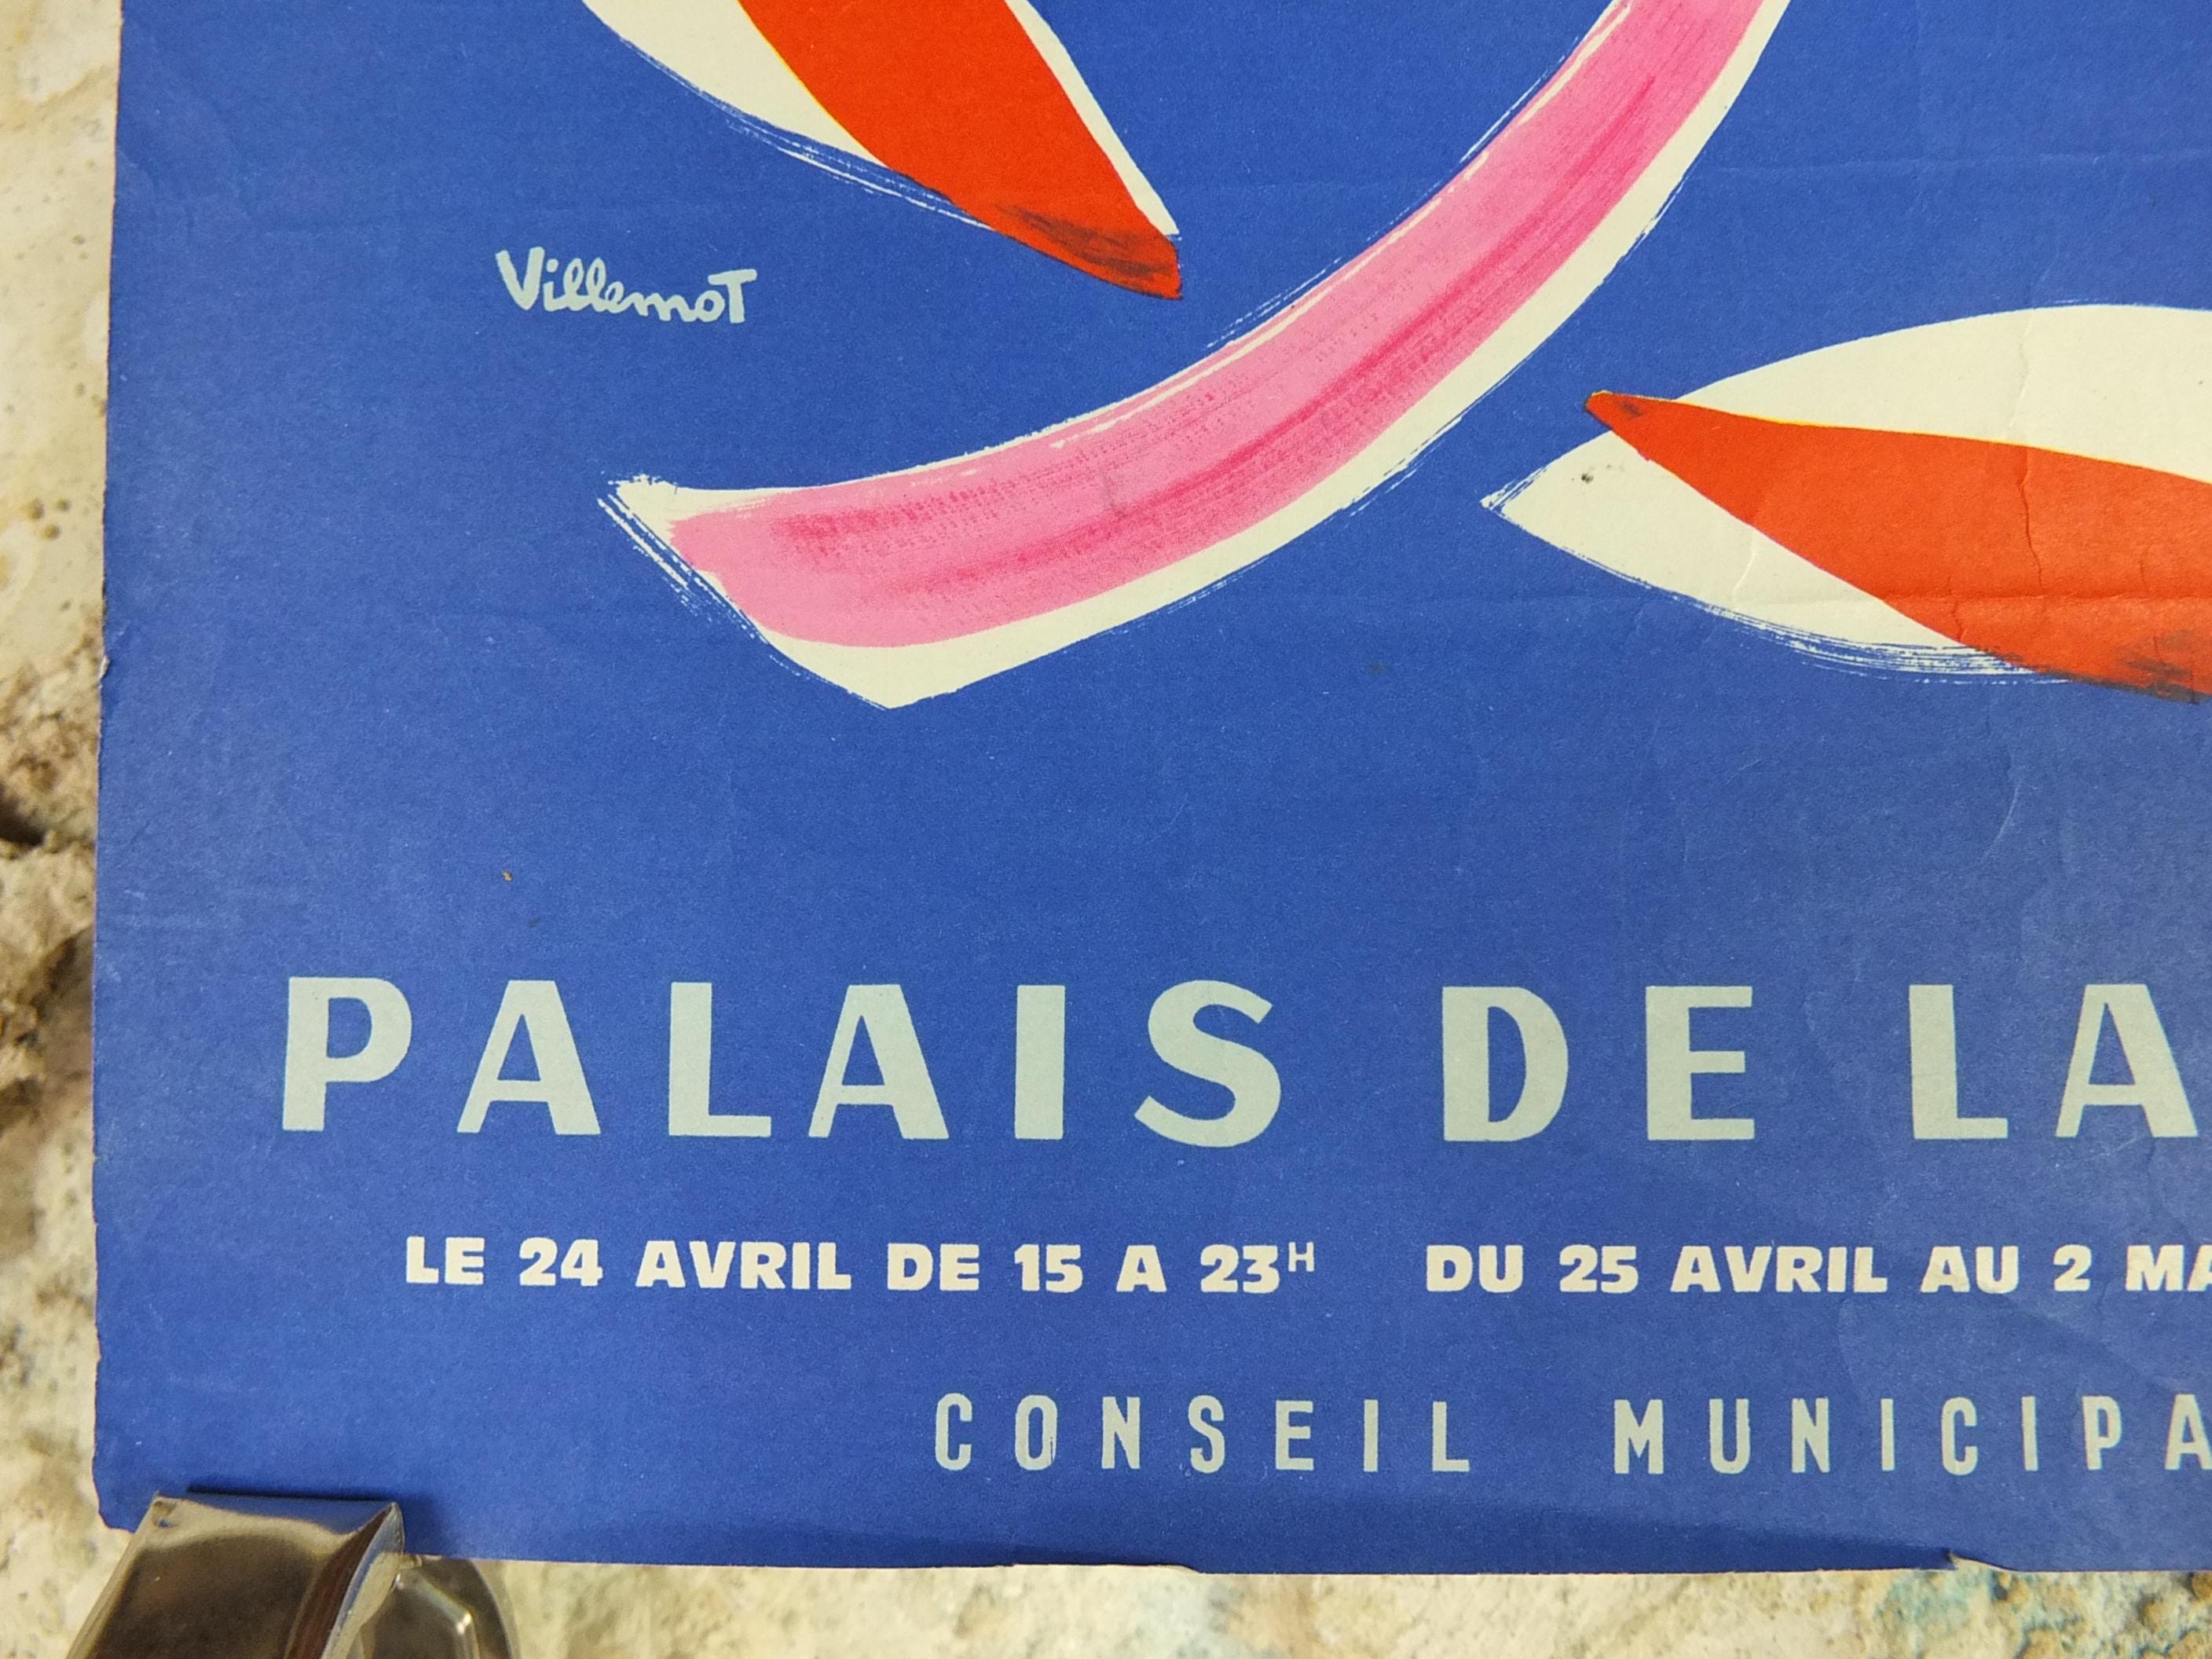 Villemot
PALAIS DE LA
LE 24 AVRIL DE 15 A 23H DU 25 AVRIL AU 2 MA
CONSEIL MUNICIPA